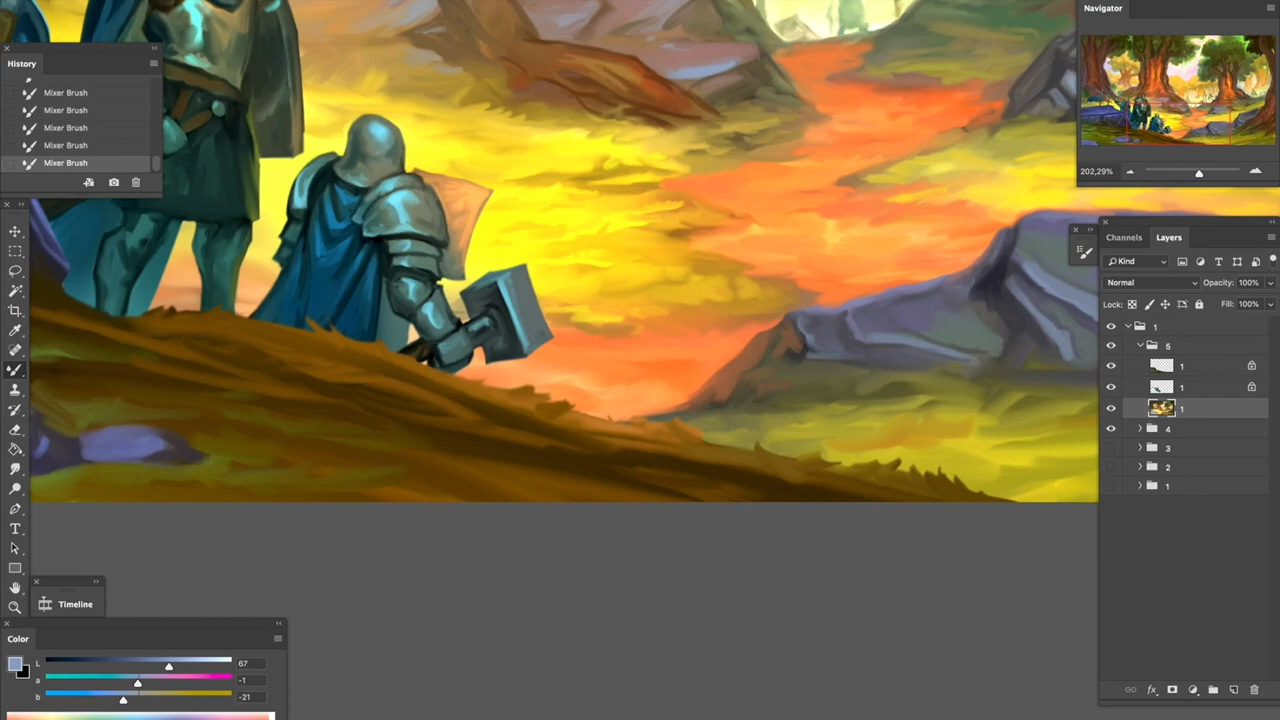 Navigator
202,29%
History
Mixer Brush
Mixer Brush
Mixer Brush
Mixer Brush
Mixer Brush
Channels Layers
Kind
Normal Opacity: 100%
Lock: Fill: 100%
1
5
1
1
1
4
3
2
1
Timeline
Color
L 67
a -1
b -21